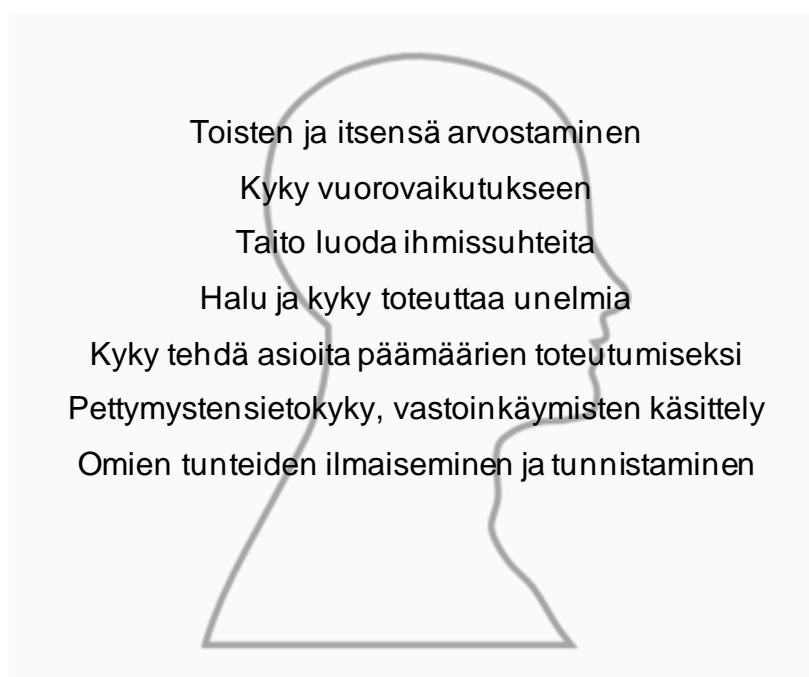 Toisten ja itsensä arvostaminen
Kyky vuorovaikutukseen
Taito luoda ihmissuhteita
Halu ja kyky toteuttaa unelmia
Kyky tehdä asioita päämäärien toteutumiseksi
Pettymystensietokyky, vastoinkäymisten käsittely
Omien tunteiden ilmaiseminen ja tunnistaminen